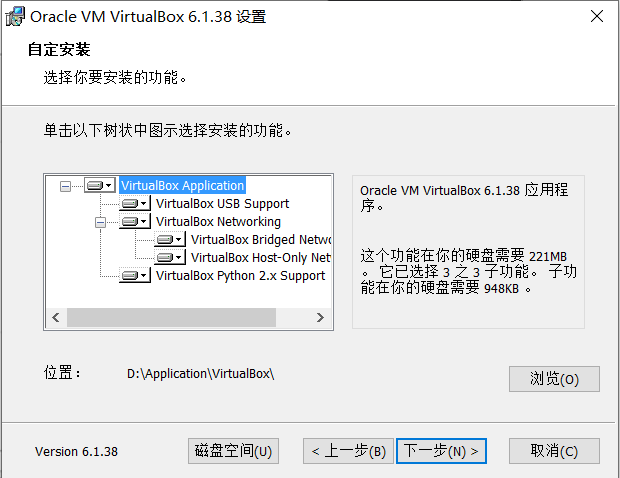 Oracle VM VirtualBox 6.1.38 设置
自定安装
选择你要安装的功能。
单击以下树状中图示选择安装的功能。
VirtualBox Application
VirtualBox USB Support
VirtualBox Networking
VirtualBox Bridged Netwo
VirtualBox Host-Only Net
VirtualBox Python 2.x Support
Oracle VM VirtualBox 6.1.38 应用程
序。
这个功能在你的硬盘需要 221MB
。 它已选择 3 之 3 子功能。 子功
能在你的硬盘需要 948KB 。
位置： D:\Application\VirtualBox\
浏览(O)
Version 6.1.38
磁盘空间(U)
< 上一步(B)
下一步(N) >
取消(C)